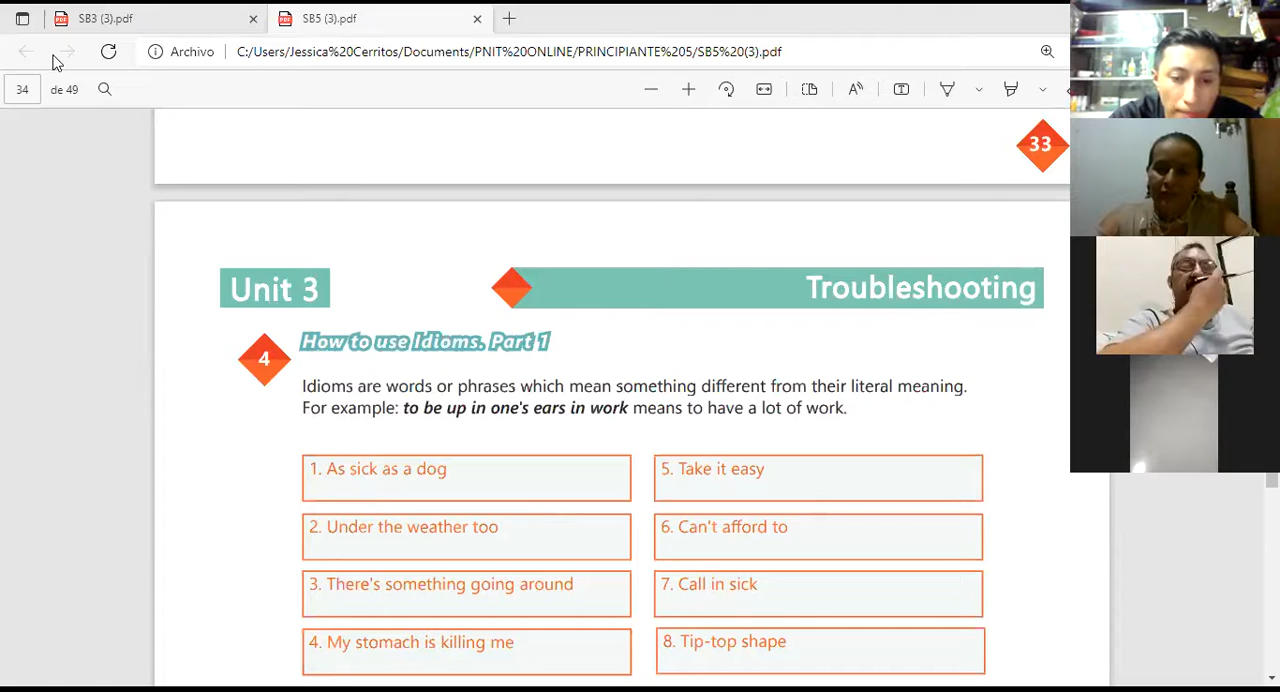 SB3 (3).pdf
SB5 (3).pdf
Archivo
C:/Users/Jessica%20Cerritos/Documents/PNIT%20ONLINE/PRINCIPIANTE%205/SB5%20(3).pdf
34
de 49
33
Unit 3
Troubleshooting
4
How to use Idioms. Part 1
Idioms are words or phrases which mean something different from their literal meaning.
For example: to be up in one's ears in work means to have a lot of work.
1. As sick as a dog
5. Take it easy
2. Under the weather too
6. Can't afford to
3. There's something going around
7. Call in sick
4. My stomach is killing me
8. Tip-top shape